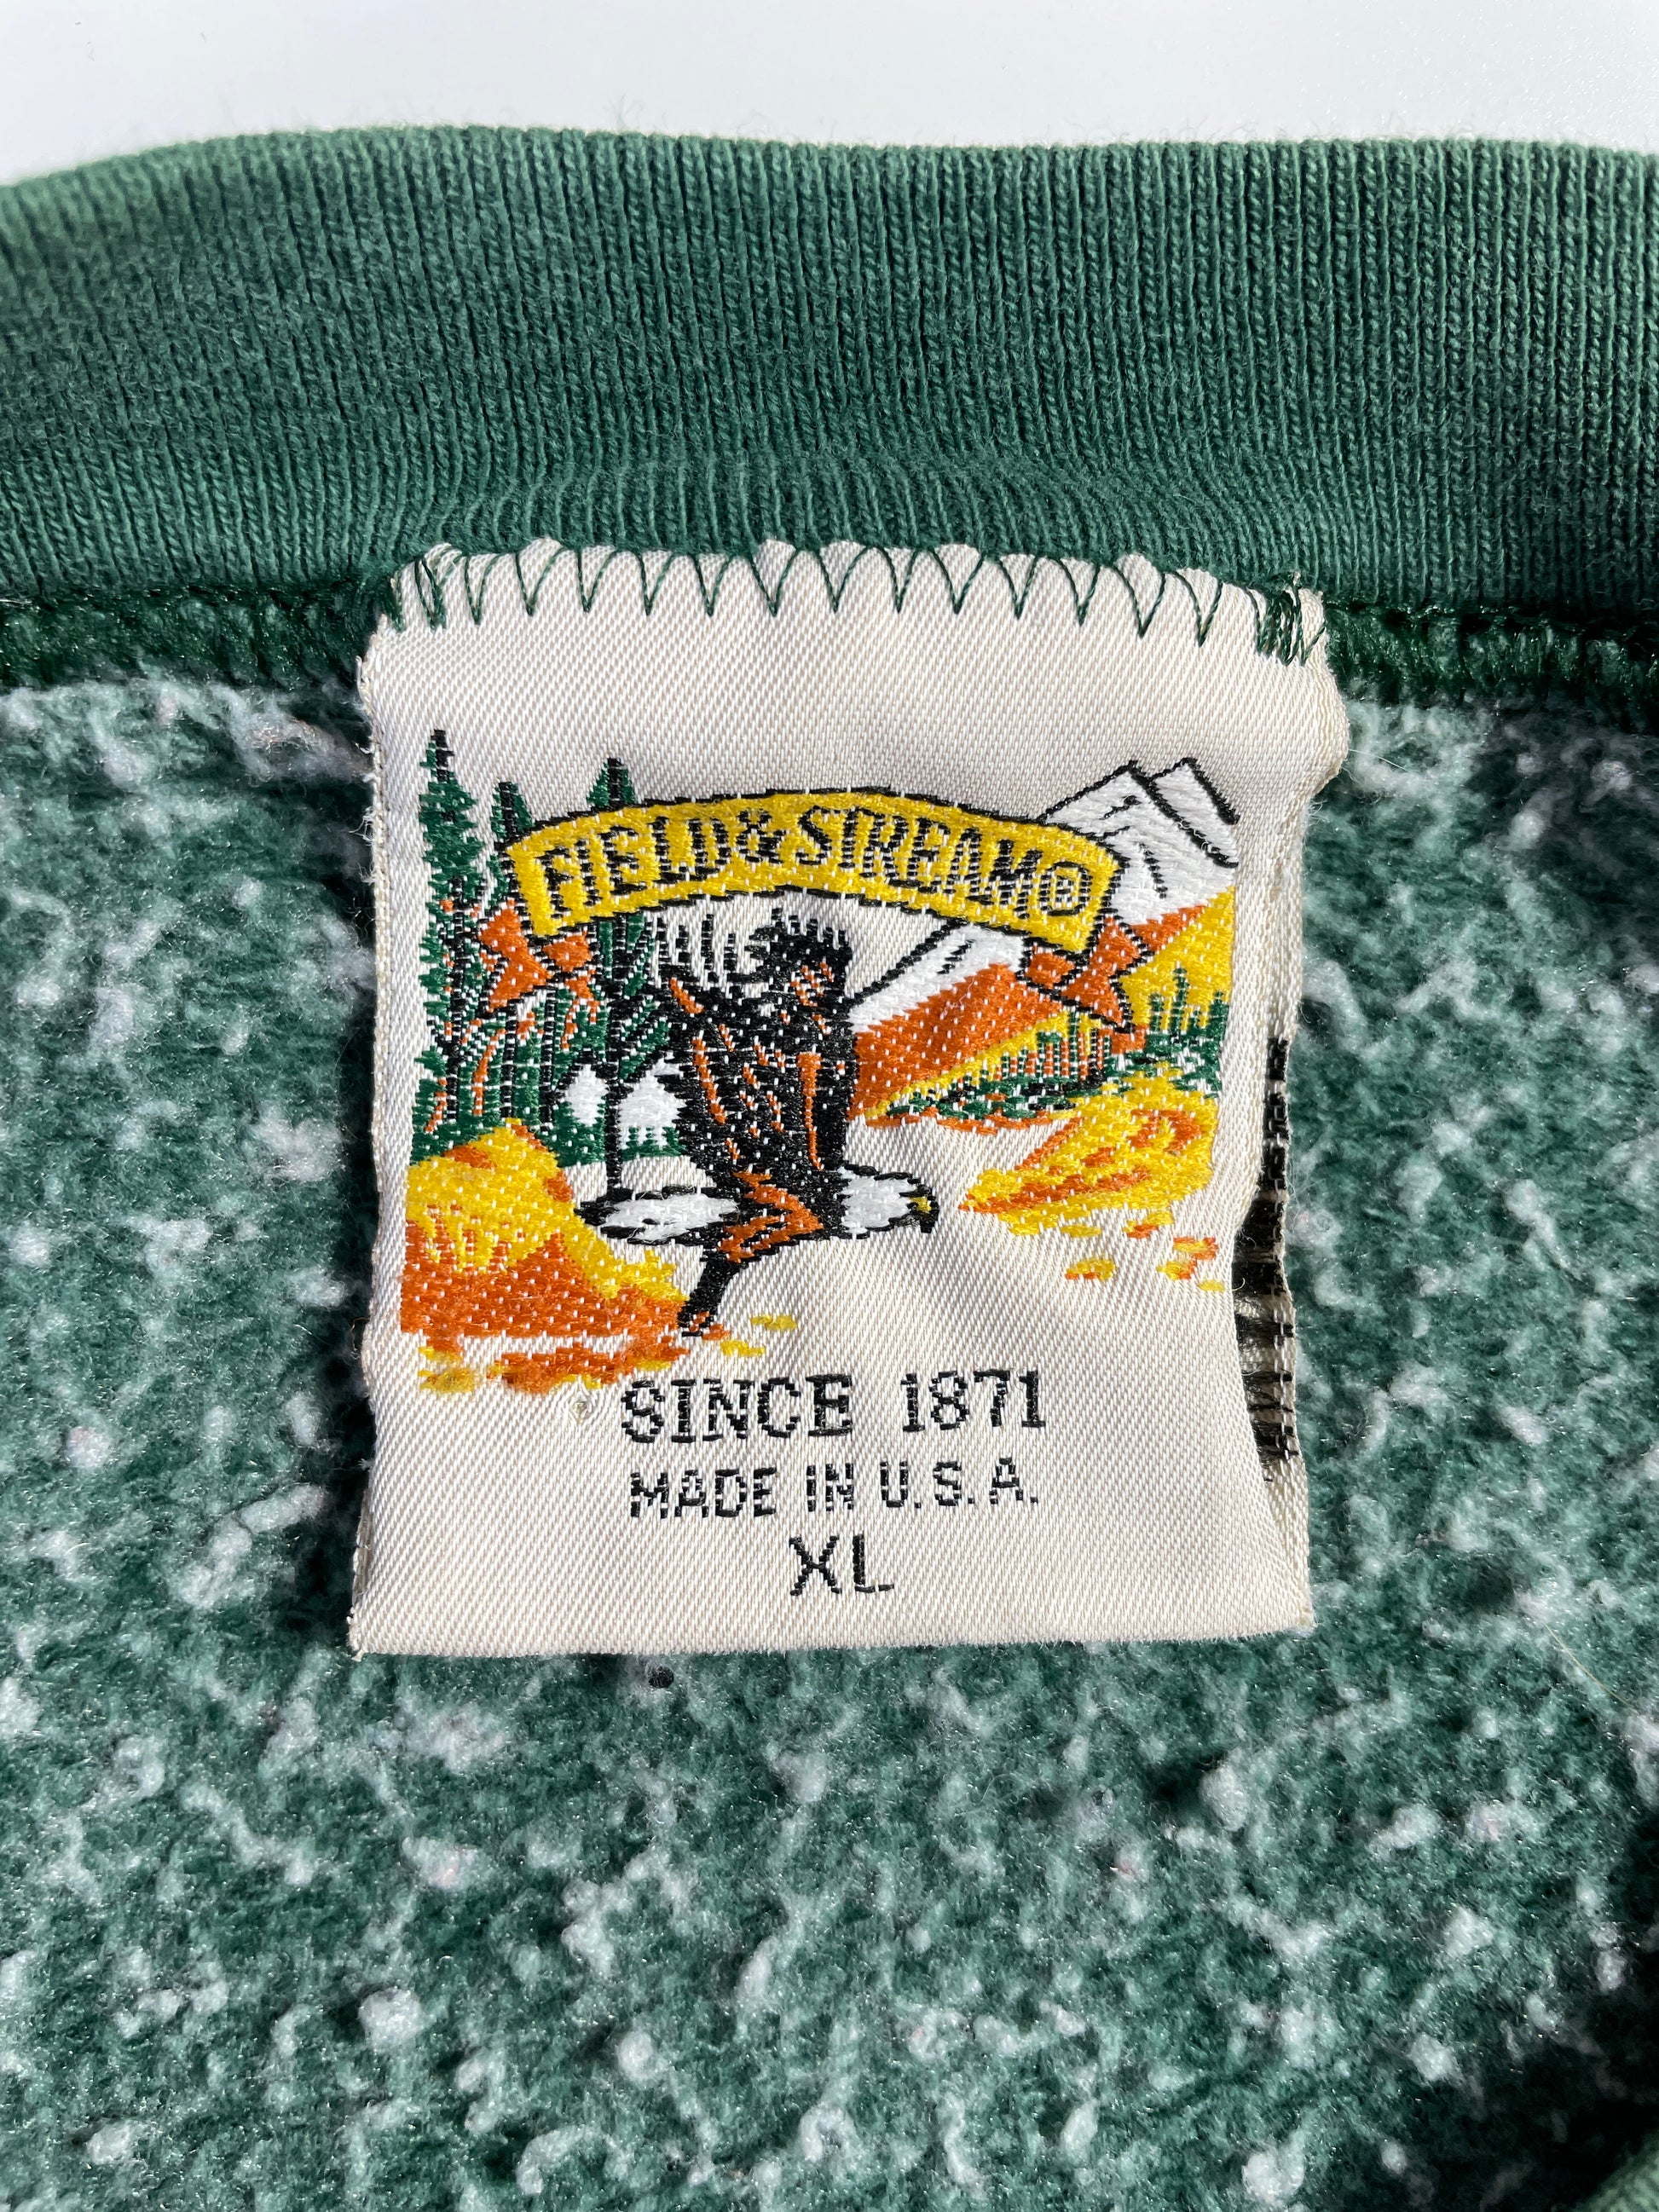 FIELD&STREAM®
SINCE 1871
MADE IN U.S.A.
XL